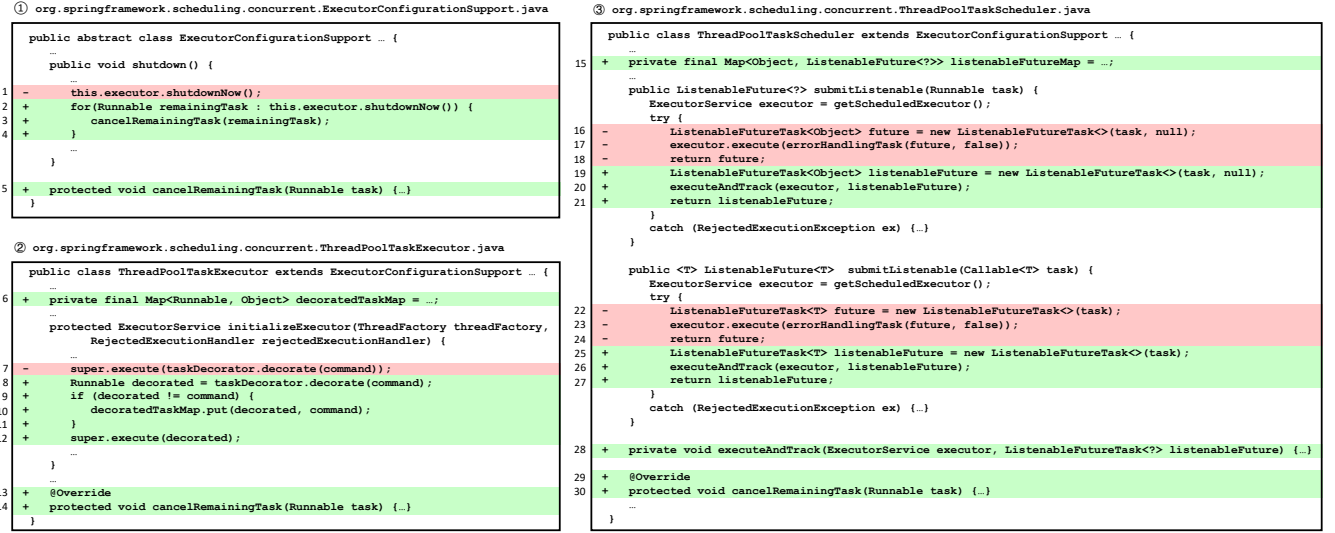 ① org.springframework.scheduling.concurrent.ExecutorConfigurationSupport.java
public abstract class ExecutorConfigurationSupport … {
…
public void shutdown() {
…
1 - this.executor.shutdownNow();
2 + for(Runnable remainingTask : this.executor.shutdownNow()) {
3 + cancelRemainingTask(remainingTask);
4 + }
…
}
5 + protected void cancelRemainingTask(Runnable task) {…}
}
② org.springframework.scheduling.concurrent.ThreadPoolTaskExecutor.java
public class ThreadPoolTaskExecutor extends ExecutorConfigurationSupport … {
…
6 + private final Map<Runnable, Object> decoratedTaskMap = …;
…
protected ExecutorService initializeExecutor(ThreadFactory threadFactory,
RejectedExecutionHandler rejectedExecutionHandler) {
…
7 - super.execute(taskDecorator.decorate(command));
8 + Runnable decorated = taskDecorator.decorate(command);
9 + if (decorated != command) {
10 + decoratedTaskMap.put(decorated, command);
11 + }
12 + super.execute(decorated);
…
}
…
13 + @Override
14 + protected void cancelRemainingTask(Runnable task) {…}
}
③ org.springframework.scheduling.concurrent.ThreadPoolTaskScheduler.java
public class ThreadPoolTaskScheduler extends ExecutorConfigurationSupport … {
…
15 + private final Map<Object, ListenableFuture<?>> listenableFutureMap = …;
…
public ListenableFuture<?> submitListenable(Runnable task) {
ExecutorService executor = getScheduledExecutor();
try {
16 - ListenableFutureTask<Object> future = new ListenableFutureTask<>(task, null);
17 - executor.execute(errorHandlingTask(future, false));
18 - return future;
19 + ListenableFutureTask<Object> listenableFuture = new ListenableFutureTask<>(task, null);
20 + executeAndTrack(executor, listenableFuture);
21 + return listenableFuture;
}
catch (RejectedExecutionException ex) {…}
}
public <T> ListenableFuture<T> submitListenable(Callable<T> task) {
ExecutorService executor = getScheduledExecutor();
try {
22 - ListenableFutureTask<T> future = new ListenableFutureTask<>(task);
23 - executor.execute(errorHandlingTask(future, false));
24 - return future;
25 + ListenableFutureTask<T> listenableFuture = new ListenableFutureTask<>(task);
26 + executeAndTrack(executor, listenableFuture);
27 + return listenableFuture;
}
catch (RejectedExecutionException ex) {…}
}
28 + private void executeAndTrack(ExecutorService executor, ListenableFutureTask<?> listenableFuture) {…}
29 + @Override
30 + protected void cancelRemainingTask(Runnable task) {…}
…
}